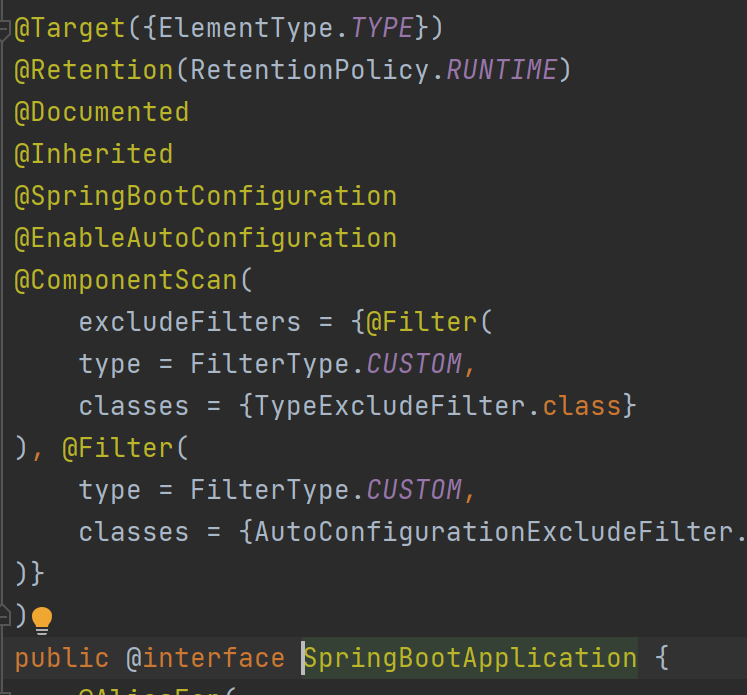 @Target({ElementType.TYPE})
@Retention(RetentionPolicy.RUNTIME)
@Documented
@Inherited
@SpringBootConfiguration
@EnableAutoConfiguration
@ComponentScan(
    excludeFilters = {@Filter(
    type = FilterType.CUSTOM,
    classes = {TypeExcludeFilter.class}
), @Filter(
    type = FilterType.CUSTOM,
    classes = {AutoConfigurationExcludeFilter.
)}
)
public @interface SpringBootApplication {